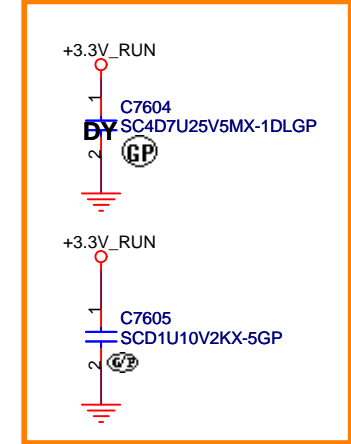 +3.3V_RUN
1
C7604
DY SC4D7U25V5MX-1DLGP
2
GP
+3.3V_RUN
1
C7605
SCD1U10V2KX-5GP
2
G/P